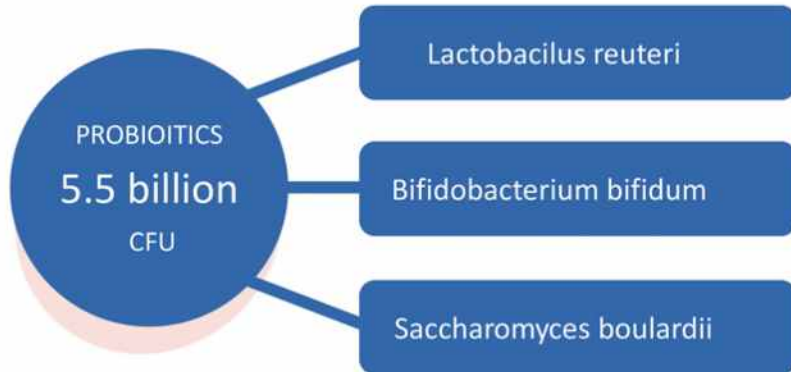 PROBIOITICS
5.5 billion
CFU
Lactobacilus reuteri
Bifidobacterium bifidum
Saccharomyces boulardii